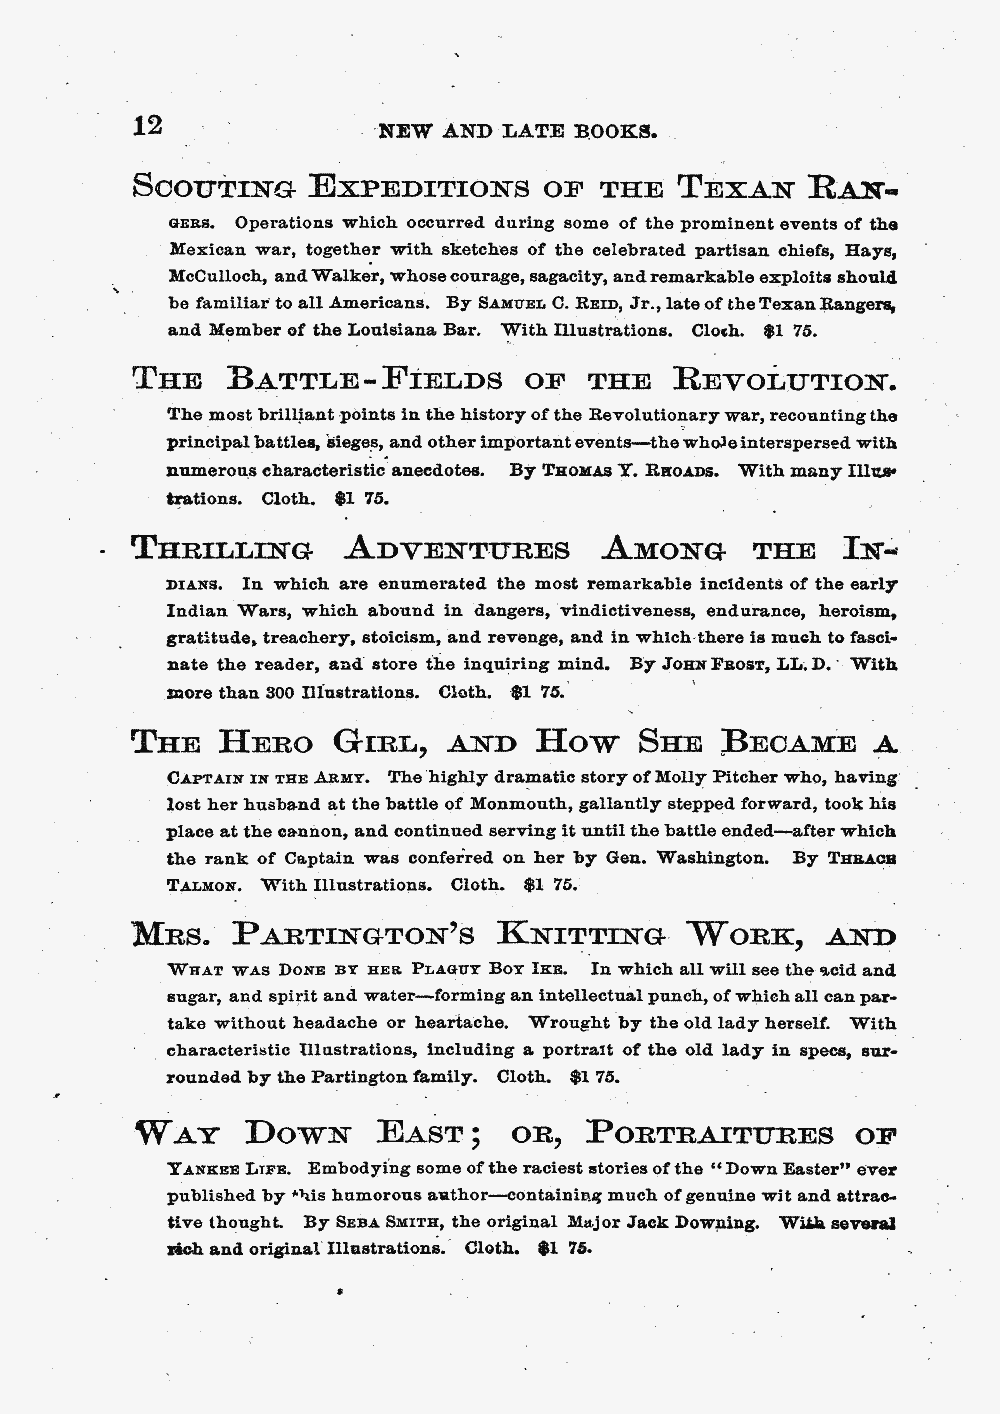 12 NEW AND LATE BOOKS.
SCOUTING EXPEDITIONS OF THE TEXAN RAN-
GERS. Operations which occurred during some of the prominent events of the
Mexican war, together with sketches of the celebrated partisan chiefs, Hays,
McCulloch, and Walker, whose courage, sagacity, and remarkable exploits should
be familiar to all Americans. By SAMUEL C. REID, Jr., late of the Texan Rangers,
and Member of the Louisiana Bar. With Illustrations. Cloth. $1 75.
THE BATTLE-FIELDS OF THE REVOLUTION.
The most brilliant points in the history of the Revolutionary war, recounting the
principal battles, sieges, and other important events—the whole interspersed with
numerous characteristic anecdotes. By THOMAS Y. RHOADS. With many Illus-
trations. Cloth. $1 75.
THRILLING ADVENTURES AMONG THE IN-
DIANS. In which are enumerated the most remarkable incidents of the early
Indian Wars, which abound in dangers, vindictiveness, endurance, heroism,
gratitude, treachery, stoicism, and revenge, and in which there is much to fasci-
nate the reader, and store the inquiring mind. By JOHN FROST, LL. D. With
more than 300 Illustrations. Cloth. $1 75.
THE HERO GIRL, AND HOW SHE BECAME A
CAPTAIN IN THE ARMY. The highly dramatic story of Molly Pitcher who, having
lost her husband at the battle of Monmouth, gallantly stepped forward, took his
place at the cannon, and continued serving it until the battle ended—after which
the rank of Captain was conferred on her by Gen. Washington. By THRACE
TALMON. With Illustrations. Cloth. $1 75.
MRS. PARTINGTON'S KNITTING WORK, AND
WHAT WAS DONE BY HER PLAGUY BOY IKE. In which all will see the acid and
sugar, and spirit and water—forming an intellectual punch, of which all can par-
take without headache or heartache. Wrought by the old lady herself. With
characteristic Illustrations, including a portrait of the old lady in specs, sur-
rounded by the Partington family. Cloth. $1 75.
WAY DOWN EAST; OR, PORTRAITURES OF
YANKEE LIFE. Embodying some of the raciest stories of the "Down Easter" ever
published by this humorous author—containing much of genuine wit and attrac-
tive thought. By SEBA SMITH, the original Major Jack Downing. With several
rich and original Illustrations. Cloth. $1 75.